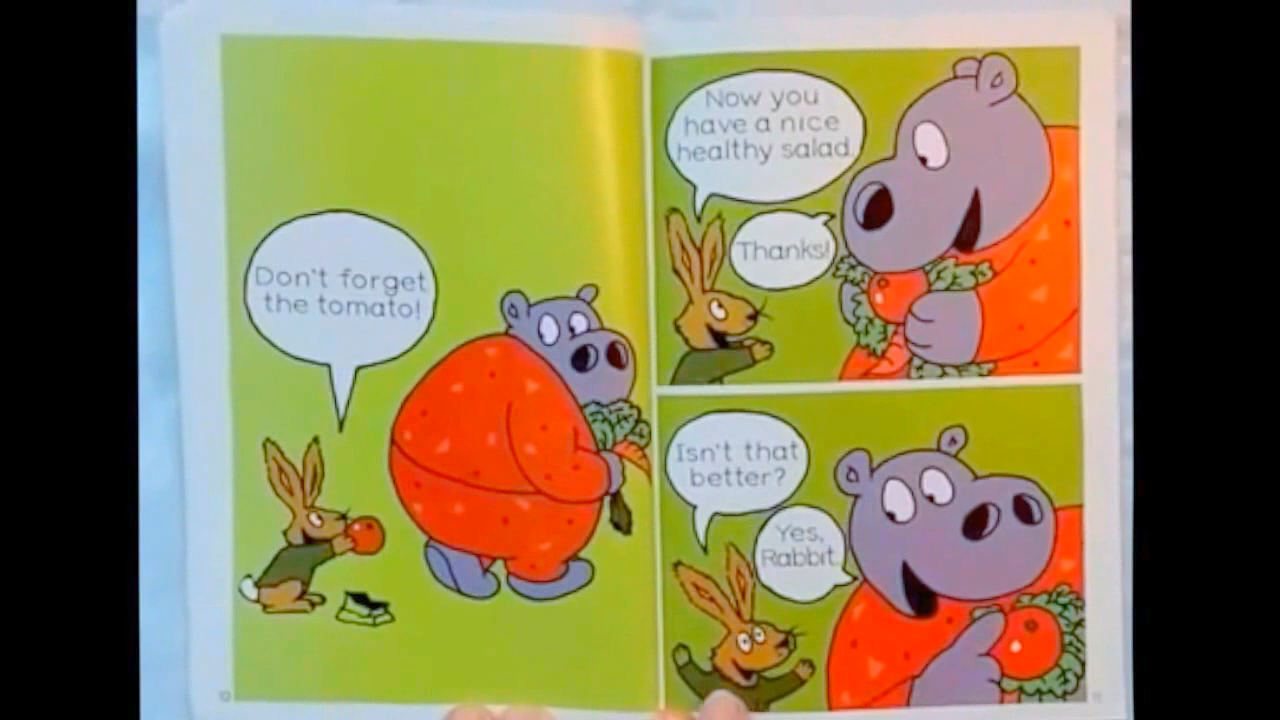 Don't forget
the tomato!
Now you
have a nice
healthy salad.
Thanks!
Isn't that
better?
Yes,
Rabbit.